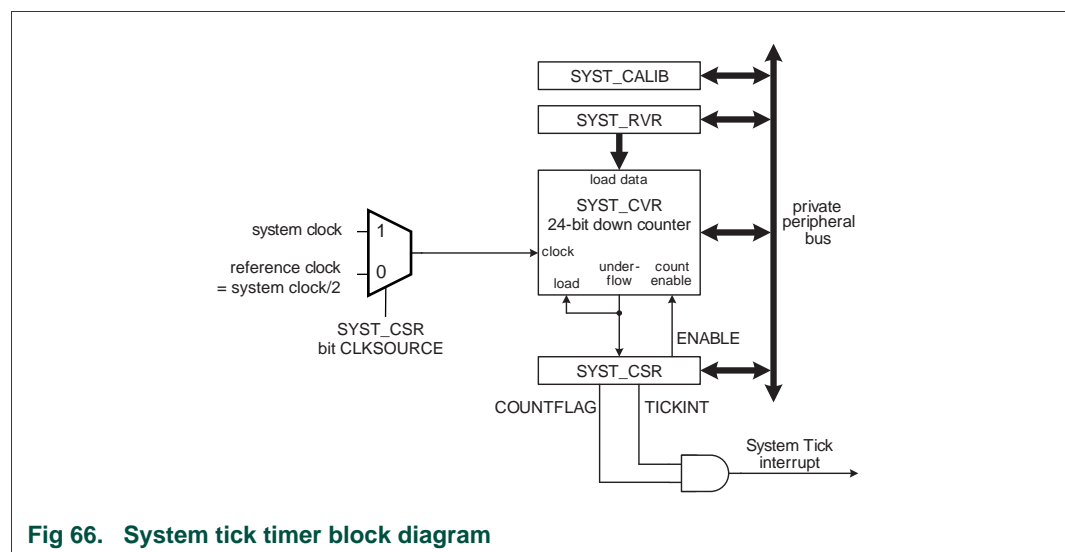 SYST_CALIB
SYST_RVR
load data
SYST_CVR
24-bit down counter
private
peripheral
bus
system clock
1
clock
reference clock
= system clock/2
0
under-
flow
count
enable
load
SYST_CSR
bit CLKSOURCE
ENABLE
SYST_CSR
COUNTFLAG
TICKINT
System Tick
interrupt
Fig 66. System tick timer block diagram